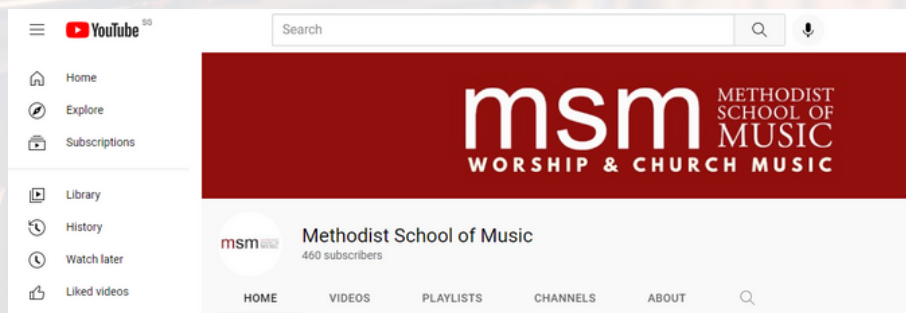 YouTube SG
Search
Home
Explore
Subscriptions
Library
History
Watch later
Liked videos
msm METHODIST
SCHOOL OF
MUSIC
WORSHIP & CHURCH MUSIC
msm
Methodist School of Music
460 subscribers
HOME VIDEOS PLAYLISTS CHANNELS ABOUT